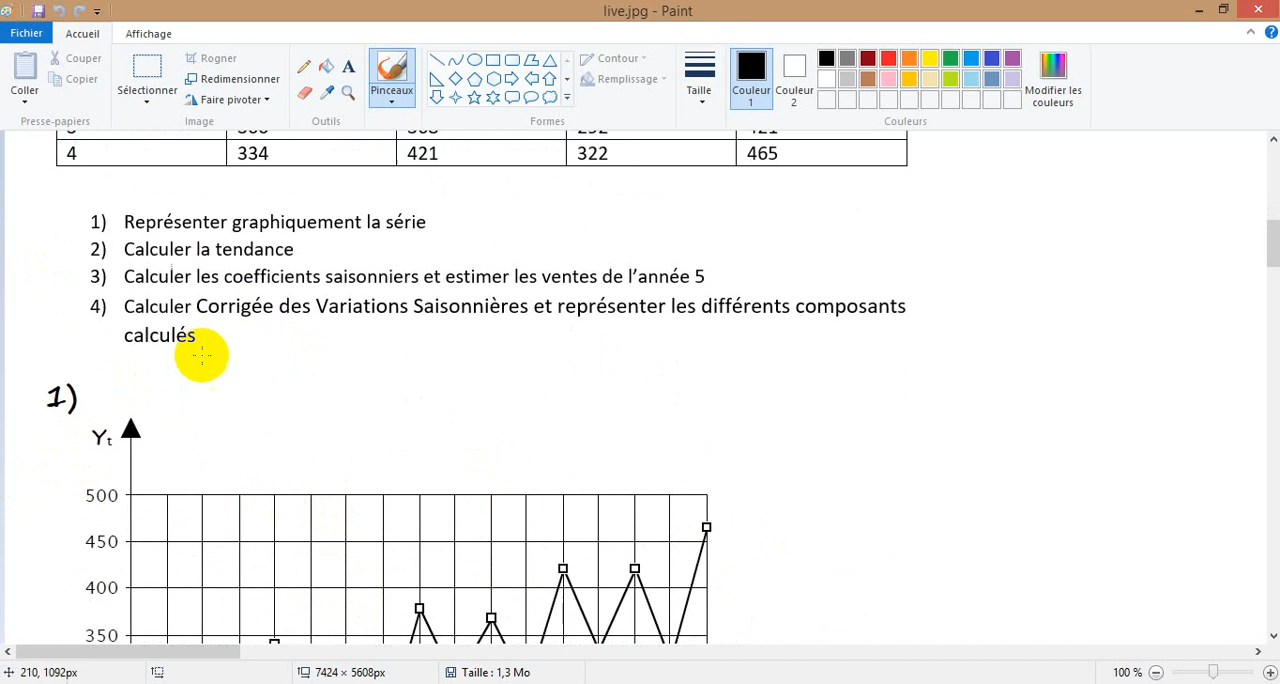 live.jpg - Paint
Fichier Accueil Affichage
Coller
Couper
Copier
Presse-papiers
Sélectionner
Rogner
Redimensionner
Faire pivoter
Image
A
Outils
Pinceaux
Contour
Remplissage
Formes
Taille
Couleur 1
Couleur 2
Modifier les couleurs
Couleurs
4 334 421 322 465
1) Représenter graphiquement la série
2) Calculer la tendance
3) Calculer les coefficients saisonniers et estimer les ventes de l'année 5
4) Calculer Corrigée des Variations Saisonnières et représenter les différents composants
calculés
1)
Yt
500
450
400
350
210, 1092px 7424 × 5608px Taille : 1,3 Mo 100 %